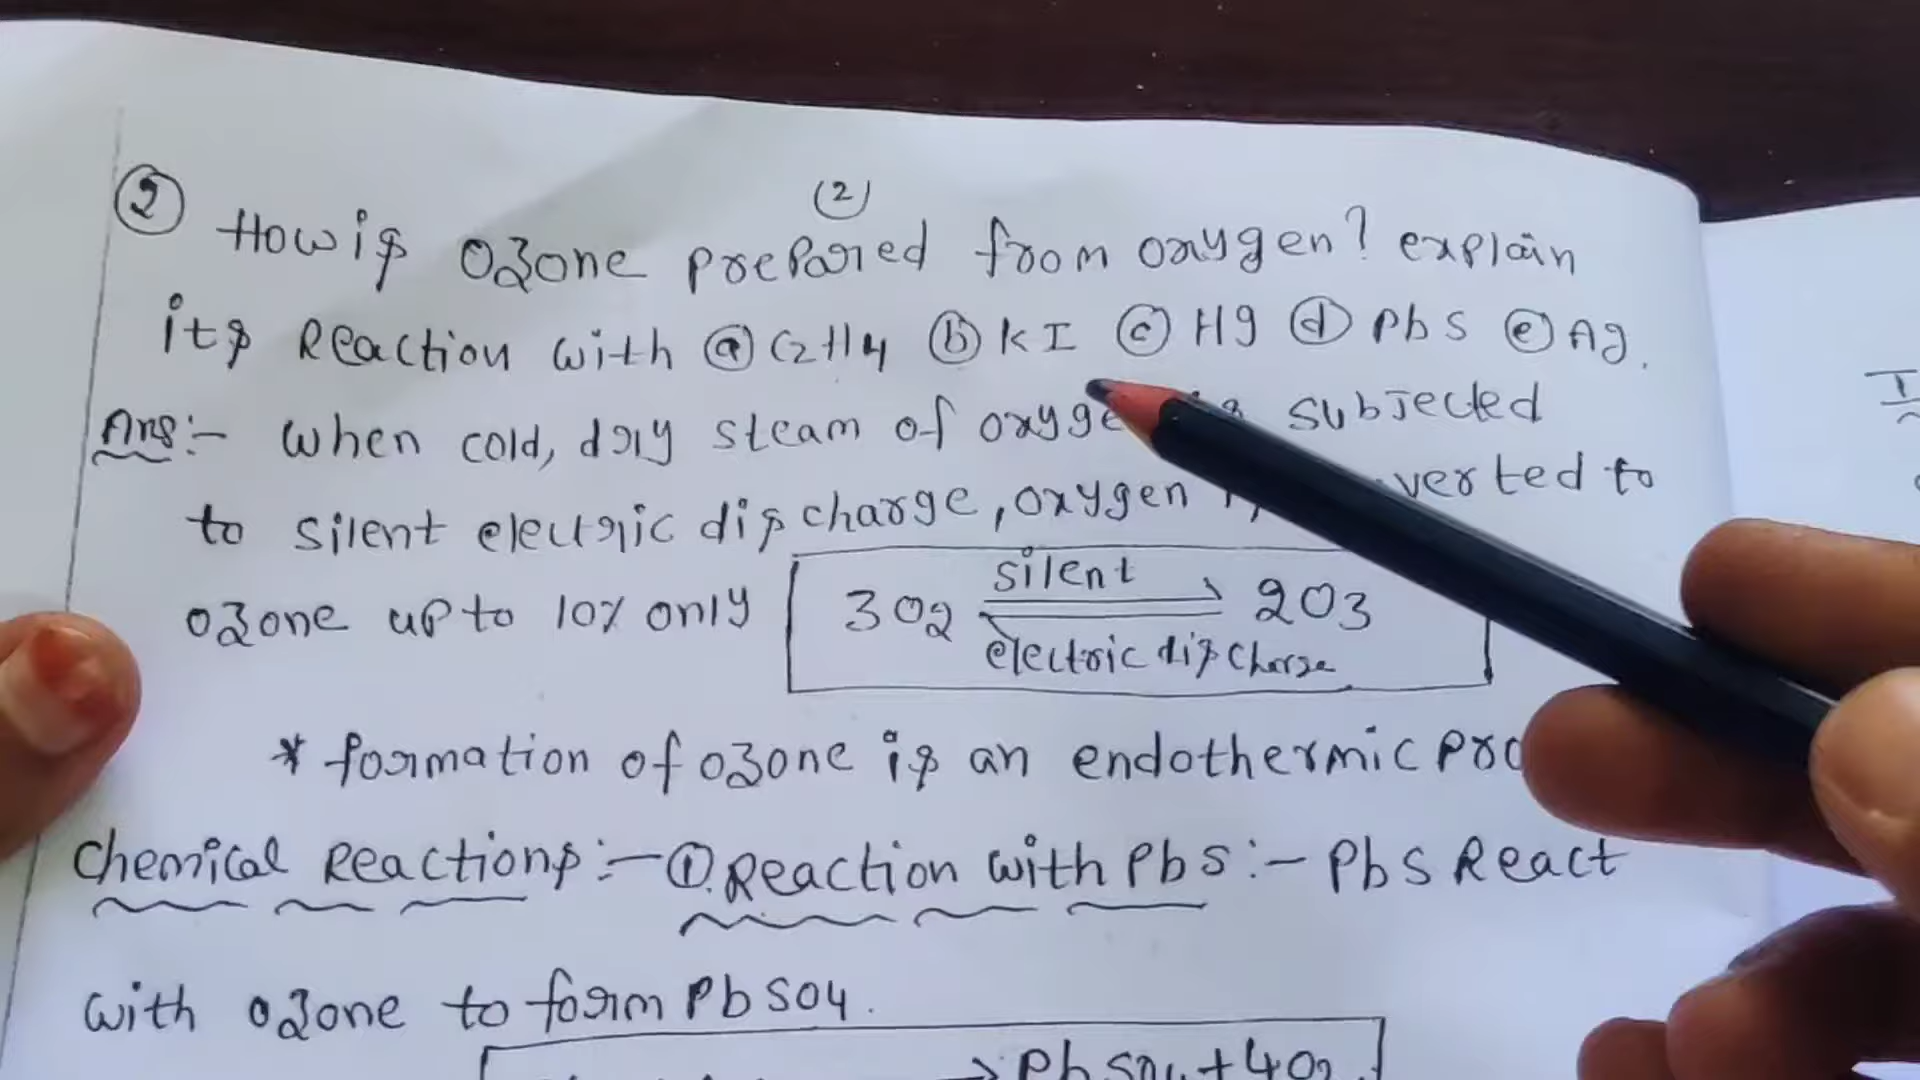 (2)
② How is ozone prepared from oxygen? explain
its Reaction with ⓐ C2H4 ⓑ KI ⓒ Hg ⓓ PbS ⓔ Ag.
Ans:- when cold, dry steam of subjected
to silent electric discharge, oxygen to
ozone up to 10% only
silent
3O2 ⇌ 2O3
electric discharge
* formation of ozone is an endothermic
Chemical Reactions:- ①. Reaction with PbS:- PbS React
with ozone to form PbSO4.
→ PbSO4 + 4O2